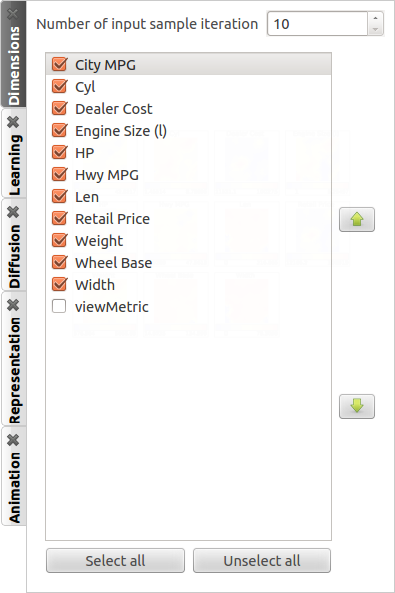 Number of input sample iteration 10
Dimensions
Learning
Diffusion
Representation
Animation
City MPG
Cyl
Dealer Cost
Engine Size (l)
HP
Hwy MPG
Len
Retail Price
Weight
Wheel Base
Width
viewMetric
Select all
Unselect all